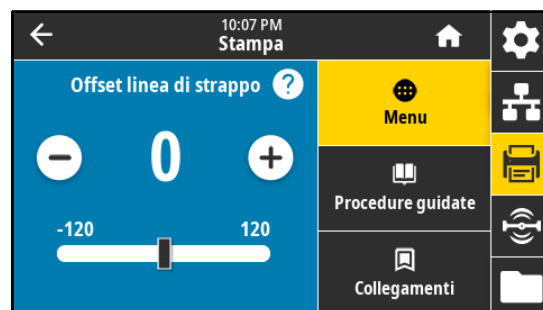 10:07 PM
Stampa
Offset linea di strappo ?
0
-120 120
Menu
Procedure guidate
Collegamenti